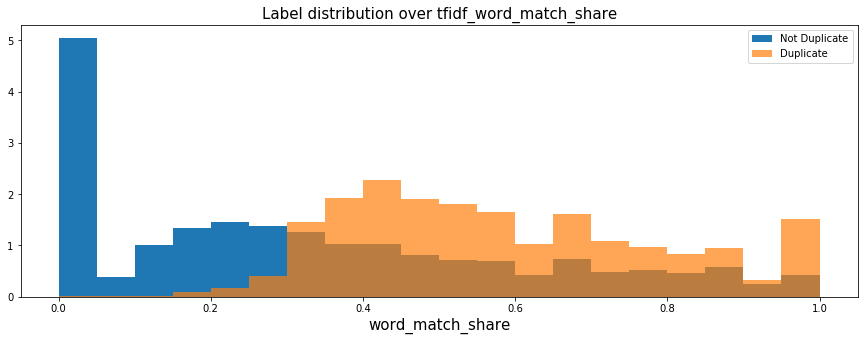 Label distribution over tfidf_word_match_share
Not Duplicate
Duplicate
5
4
3
2
1
0
0.0 0.2 0.4 0.6 0.8 1.0
word_match_share